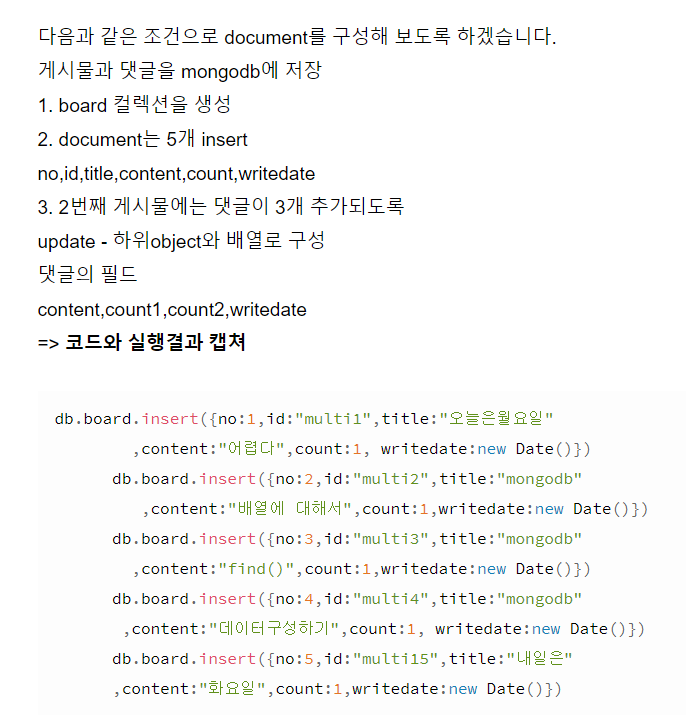 다음과 같은 조건으로 document를 구성해 보도록 하겠습니다.
게시물과 댓글을 mongodb에 저장
1. board 컬렉션을 생성
2. document는 5개 insert
no,id,title,content,count,writedate
3. 2번째 게시물에는 댓글이 3개 추가되도록
update - 하위object와 배열로 구성
댓글의 필드
content,count1,count2,writedate
=> 코드와 실행결과 캡쳐
db.board.insert({no:1,id:"multi1",title:"오늘은월요일"
,content:"어렵다",count:1, writedate:new Date()})
db.board.insert({no:2,id:"multi2",title:"mongodb"
,content:"배열에 대해서",count:1,writedate:new Date()})
db.board.insert({no:3,id:"multi3",title:"mongodb"
,content:"find()",count:1,writedate:new Date()})
db.board.insert({no:4,id:"multi4",title:"mongodb"
,content:"데이터구성하기",count:1, writedate:new Date()})
db.board.insert({no:5,id:"multi15",title:"내일은"
,content:"화요일",count:1,writedate:new Date()})